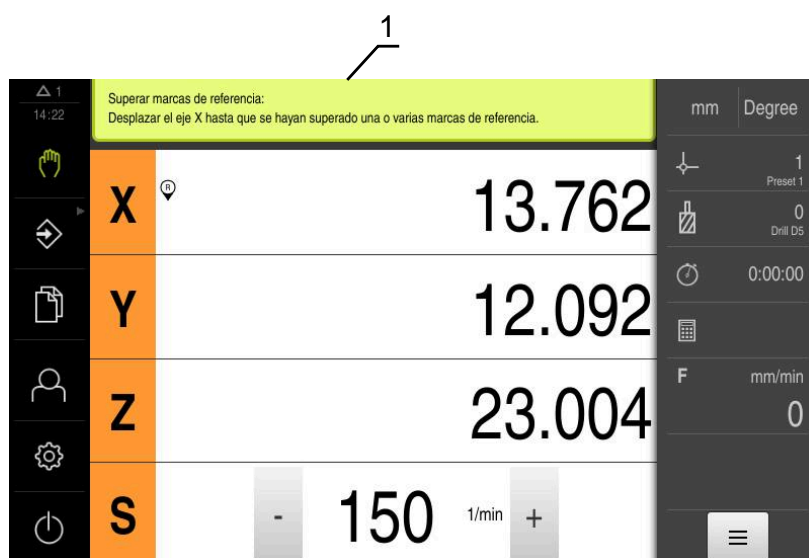 1
1
14:22
Superar marcas de referencia:
Desplazar el eje X hasta que se hayan superado una o varias marcas de referencia.
mm Degree
X R 13.762
Y 12.092
Z 23.004
S - 150 1/min +
1
Preset 1
0
Drill D5
0:00:00
F mm/min
0